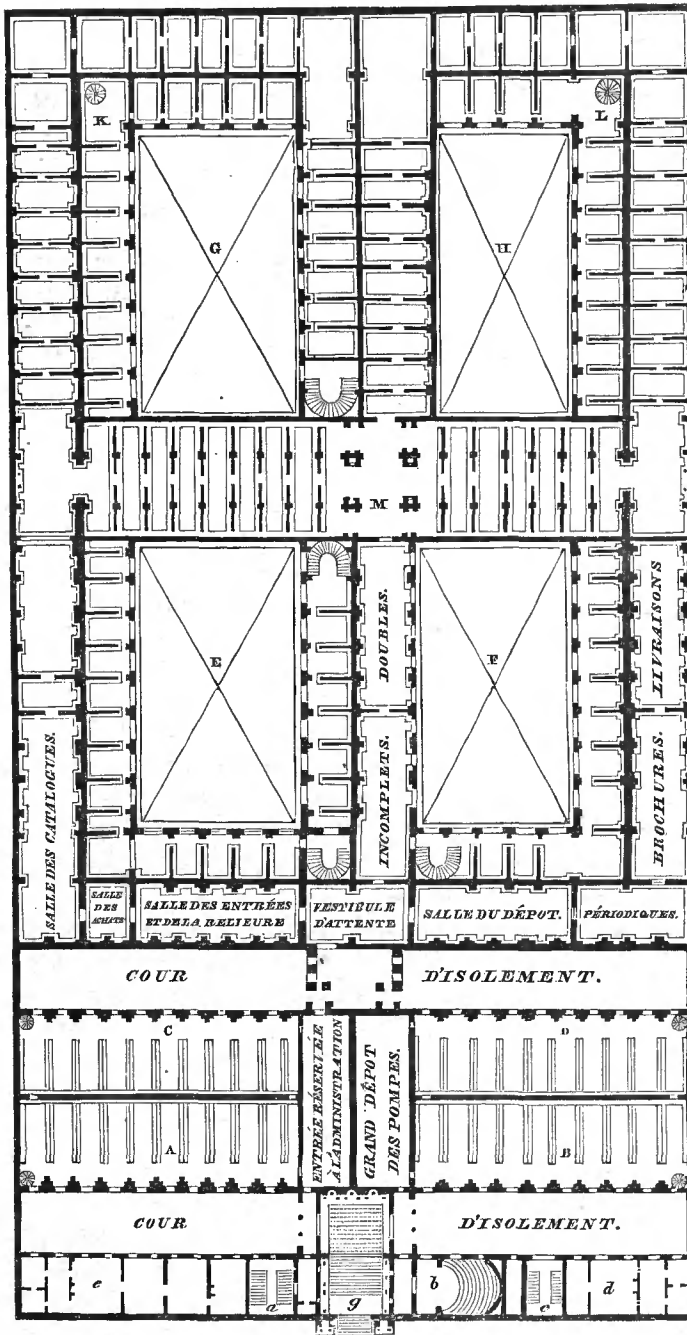 K
L
G
H
M
E
F
DOUBLES.
LIVRAISONS
SALLE DES CATALOGUES.
INCOMPLETS.
BROCHURES.
SALLE
DES
ACHATS
SALLE DES ENTRÉES
ET DE LA RELIEURE
VESTIBULE
D'ATTENTE
SALLE DU DÉPOT.
PÉRIODIQUES.
COUR
D'ISOLEMENT.
C
D
ENTRÉE RÉSERVÉE
À L'ADMINISTRATION
GRAND DÉPÔT
DES POMPES.
A
B
COUR
D'ISOLEMENT.
e
a
g
b
c
d